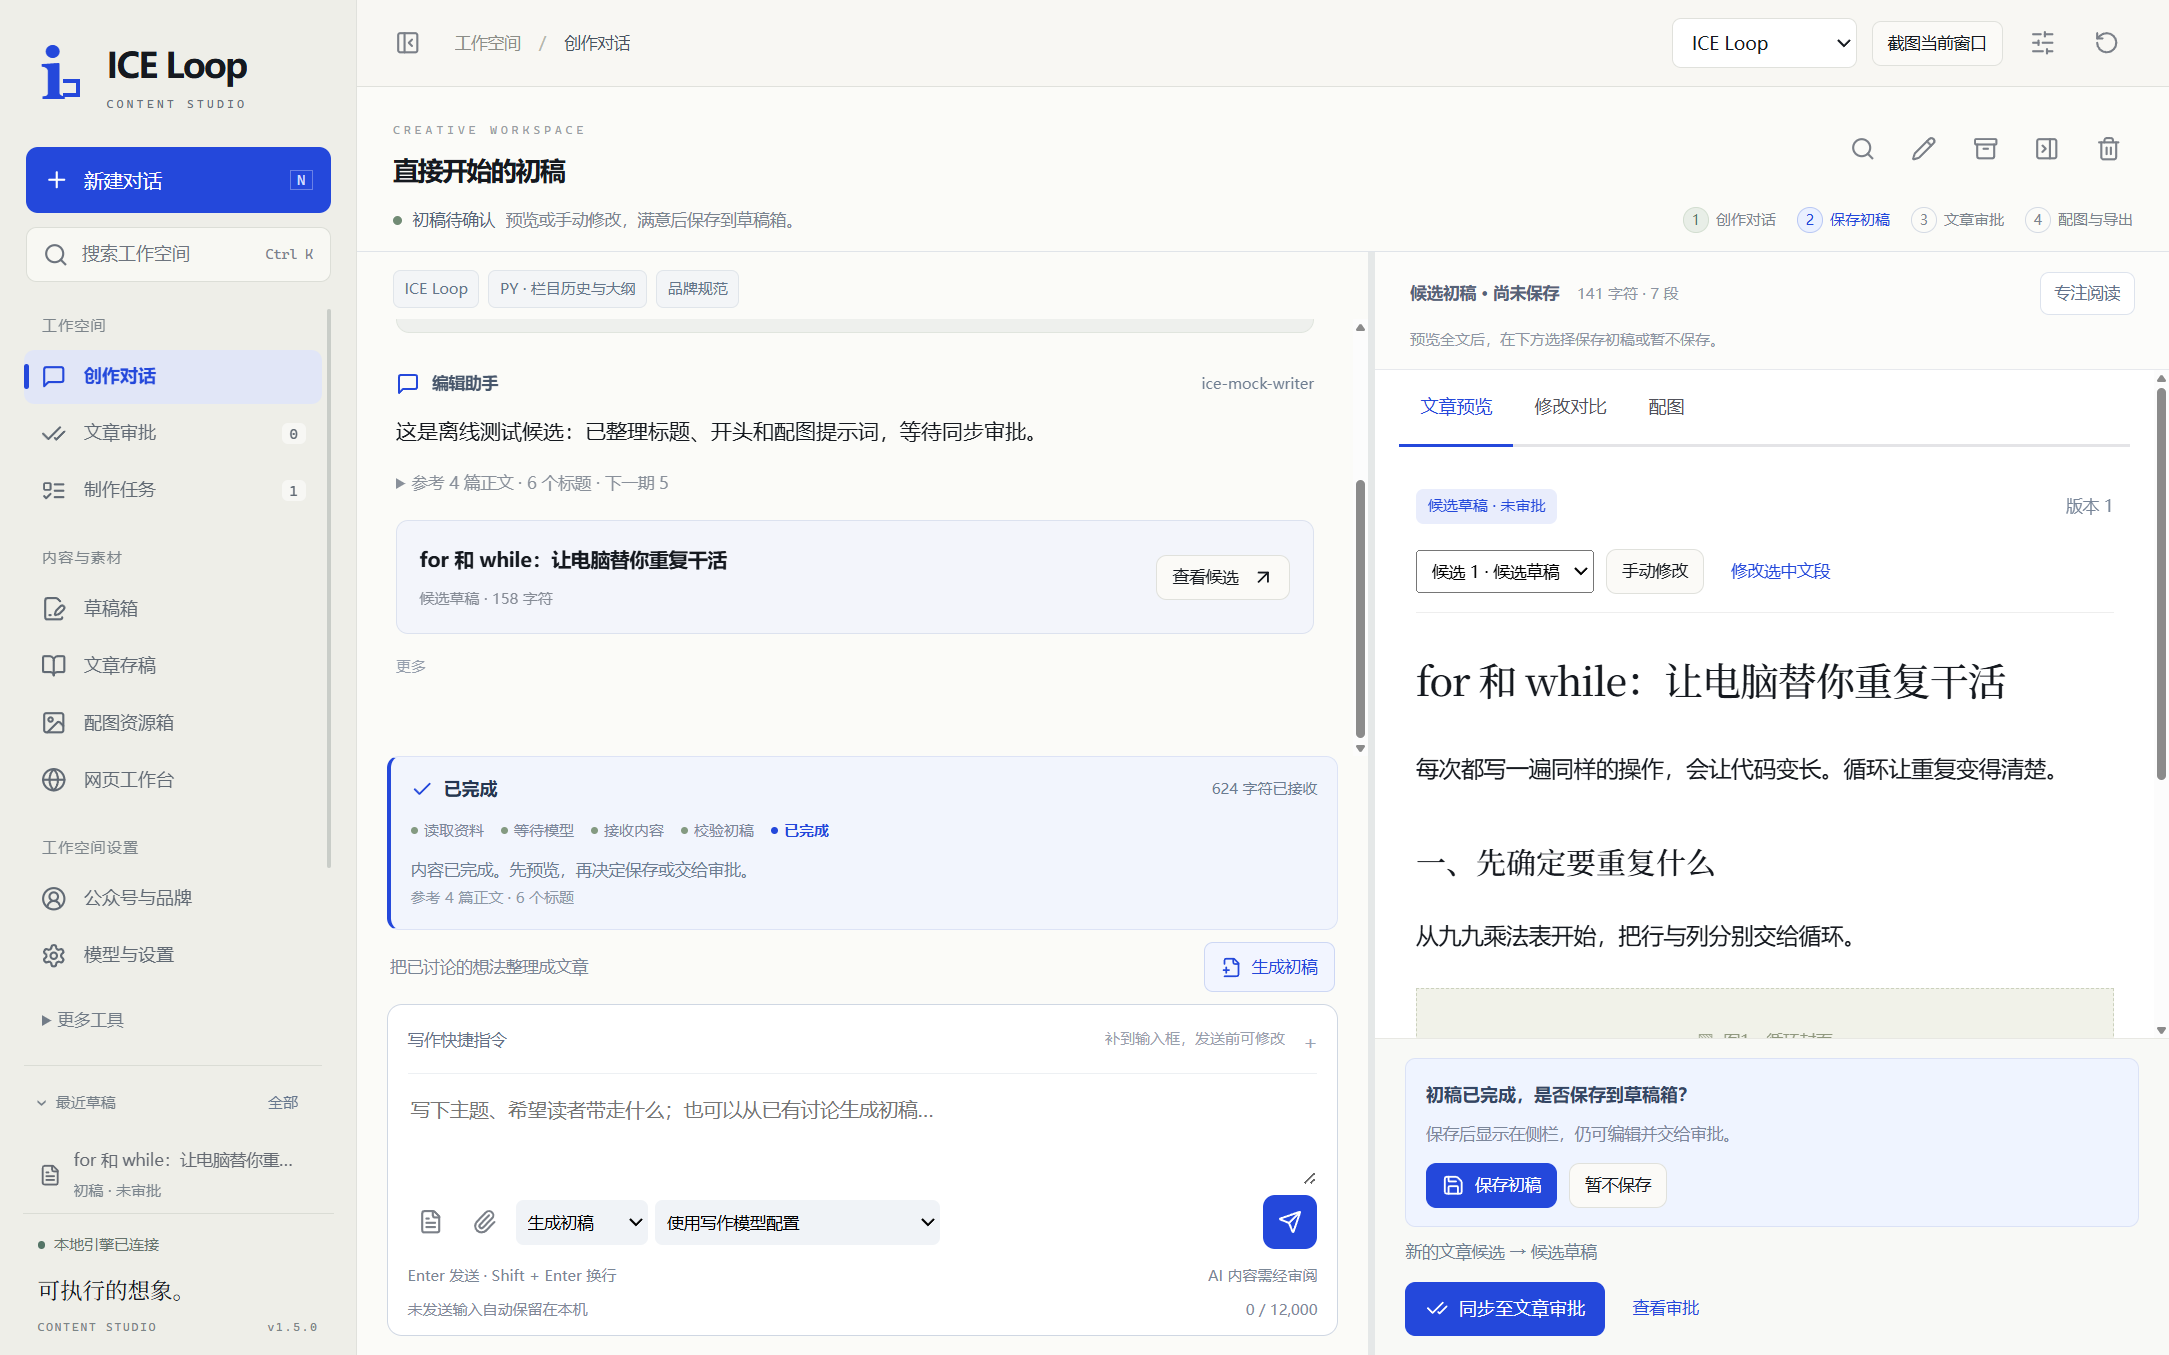 ICE Loop
CONTENT STUDIO
新建对话 N
搜索工作空间 Ctrl K
工作空间
创作对话
文章审批 0
制作任务 1
内容与素材
草稿箱
文章存稿
配图资源箱
网页工作台
工作空间设置
公众号与品牌
模型与设置
更多工具
最近草稿 全部
for 和 while：让电脑替你重...
初稿 · 未审批
本地引擎已连接
可执行的想象。
CONTENT STUDIO v1.5.0
工作空间 / 创作对话
ICE Loop 截图当前窗口
CREATIVE WORKSPACE
直接开始的初稿
初稿待确认 预览或手动修改，满意后保存到草稿箱。
1 创作对话 2 保存初稿 3 文章审批 4 配图与导出
ICE Loop PY · 栏目历史与大纲 品牌规范
编辑助手 ice-mock-writer
这是离线测试候选：已整理标题、开头和配图提示词，等待同步审批。
参考 4 篇正文 · 6 个标题 · 下一期 5
for 和 while：让电脑替你重复干活
候选草稿 · 158 字符
查看候选
更多
已完成 624 字符已接收
读取资料 等待模型 接收内容 校验初稿 已完成
内容已完成。先预览，再决定保存或交给审批。
参考 4 篇正文 · 6 个标题
把已讨论的想法整理成文章 生成初稿
写作快捷指令 补到输入框，发送前可修改 +
写下主题、希望读者带走什么；也可以从已有讨论生成初稿...
生成初稿 使用写作模型配置
Enter 发送 · Shift + Enter 换行 AI 内容需经审阅
未发送输入自动保留在本机 0 / 12,000
候选初稿 • 尚未保存 141 字符 · 7 段 专注阅读
预览全文后，在下方选择保存初稿或暂不保存。
文章预览 修改对比 配图
候选草稿 · 未审批 版本 1
候选 1 · 候选草稿 手动修改 修改选中文段
for 和 while：让电脑替你重复干活
每次都写一遍同样的操作，会让代码变长。循环让重复变得清楚。
一、先确定要重复什么
从九九乘法表开始，把行与列分别交给循环。
初稿已完成，是否保存到草稿箱？
保存后显示在侧栏，仍可编辑并交给审批。
保存初稿 暂不保存
新的文章候选 → 候选草稿
同步至文章审批 查看审批